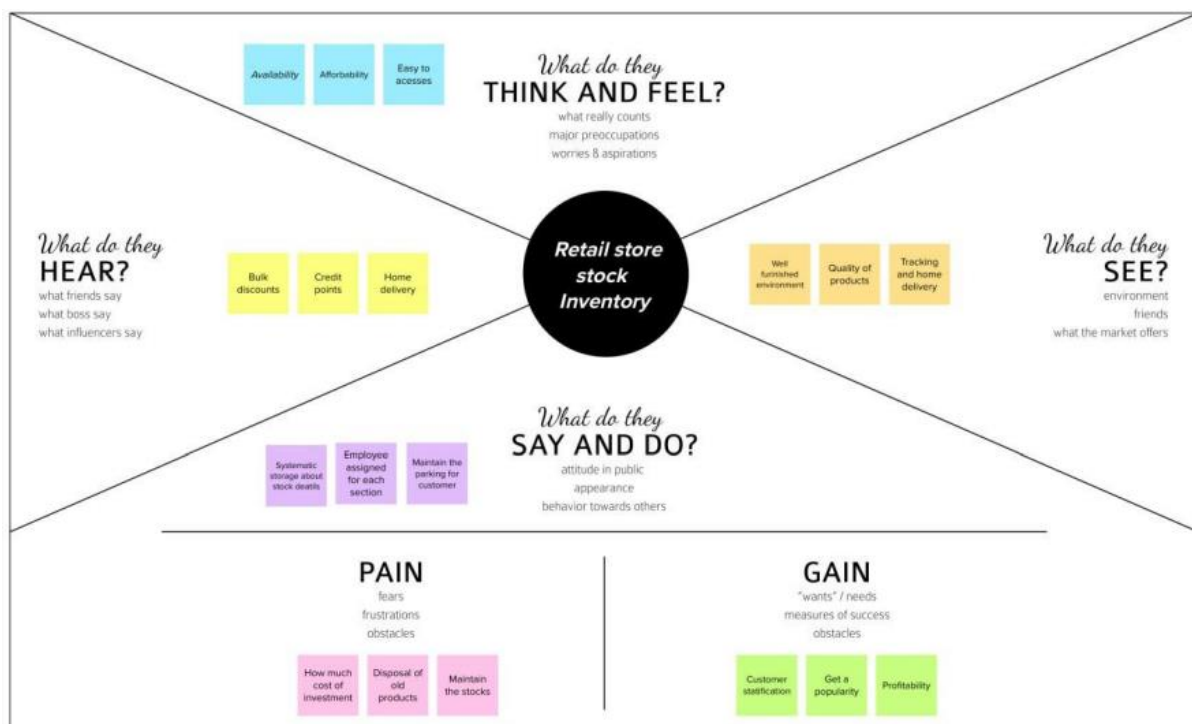 Availability
Afforbability
Easy to
acesses
What do they
THINK AND FEEL?
what really counts
major preoccupations
worries & aspirations
What do they
HEAR?
what friends say
what boss say
what influencers say
Bulk
discounts
Credit
points
Home
delivery
Retail store
stock
Inventory
Well
furnished
environment
Quality of
products
Tracking
and home
delivery
What do they
SEE?
environment
friends
what the market offers
What do they
SAY AND DO?
attitude in public
appearance
behavior towards others
Systematic
storage about
stock deatils
Employee
assigned
for each
section
Maintain the
parking for
customer
PAIN
fears
frustrations
obstacles
How much
cost of
investment
Disposal of
old
products
Maintain
the stocks
GAIN
"wants" / needs
measures of success
obstacles
Customer
statification
Get a
popularity
Profitability